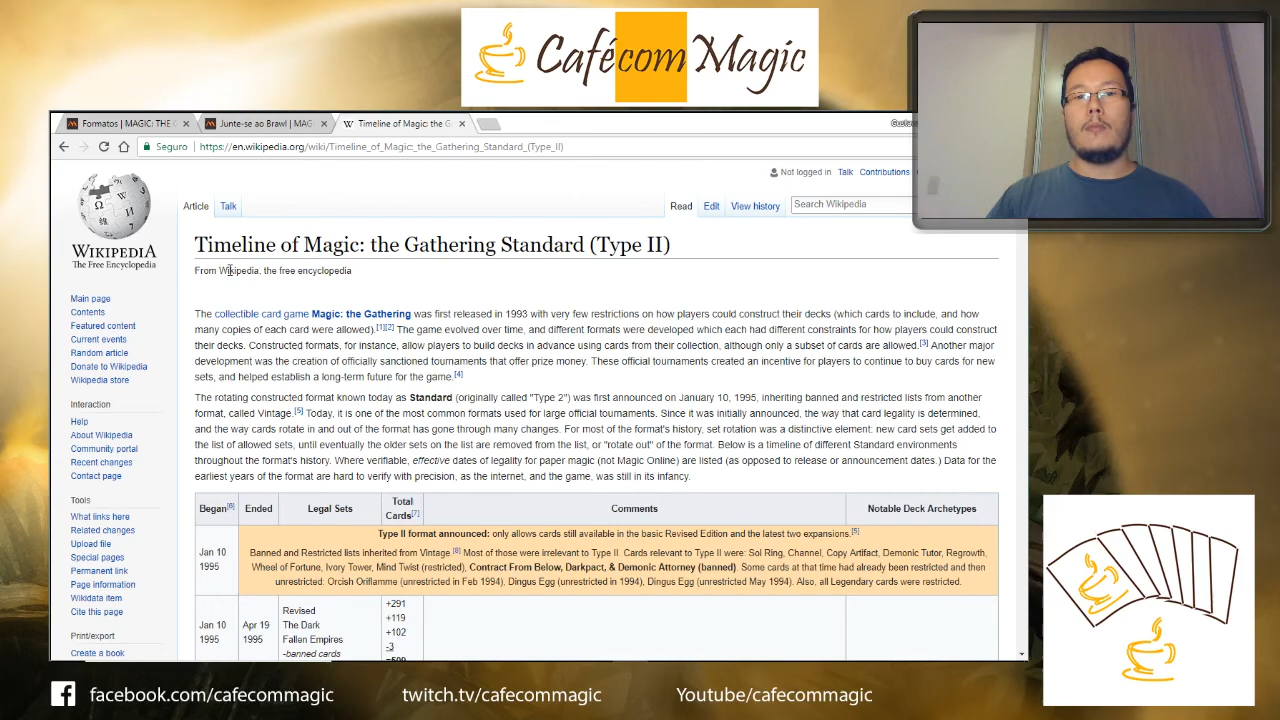 Café com Magic
Formatos | MAGIC: THE G
Junte-se ao Brawl | MAG
Timeline of Magic: the G
Seguro
https://en.wikipedia.org/wiki/Timeline_of_Magic:_the_Gathering_Standard_(Type_II)
Not logged in Talk Contributions
Article Talk Read Edit View history Search Wikipedia
WIKIPEDIA
The Free Encyclopedia
Main page
Contents
Featured content
Current events
Random article
Donate to Wikipedia
Wikipedia store
Interaction
Help
About Wikipedia
Community portal
Recent changes
Contact page
Tools
What links here
Related changes
Upload file
Special pages
Permanent link
Page information
Wikidata item
Cite this page
Print/export
Create a book
Timeline of Magic: the Gathering Standard (Type II)
From Wikipedia, the free encyclopedia
The collectible card game Magic: the Gathering was first released in 1993 with very few restrictions on how players could construct their decks (which cards to include, and how
many copies of each card were allowed).[1][2] The game evolved over time, and different formats were developed which each had different constraints for how players could construct
their decks. Constructed formats, for instance, allow players to build decks in advance using cards from their collection, although only a subset of cards are allowed.[3] Another major
development was the creation of officially sanctioned tournaments that offer prize money. These official tournaments created an incentive for players to continue to buy cards for new
sets, and helped establish a long-term future for the game.[4]
The rotating constructed format known today as Standard (originally called "Type 2") was first announced on January 10, 1995, inheriting banned and restricted lists from another
format, called Vintage.[5] Today, it is one of the most common formats used for large official tournaments. Since it was initially announced, the way that card legality is determined,
and the way cards rotate in and out of the format has gone through many changes. For most of the format's history, set rotation was a distinctive element: new card sets get added to
the list of allowed sets, until eventually the older sets on the list are removed from the list, or "rotate out" of the format. Below is a timeline of different Standard environments
throughout the format's history. Where verifiable, effective dates of legality for paper magic (not Magic Online) are listed (as opposed to release or announcement dates.) Data for the
earliest years of the format are hard to verify with precision, as the internet, and the game, was still in its infancy.
Began[6] Ended Legal Sets Total Cards[7] Comments Notable Deck Archetypes
Jan 10 1995
Type II format announced: only allows cards still available in the basic Revised Edition and the latest two expansions.[5]
Banned and Restricted lists inherited from Vintage.[8] Most of those were irrelevant to Type II. Cards relevant to Type II were: Sol Ring, Channel, Copy Artifact, Demonic Tutor, Regrowth,
Wheel of Fortune, Ivory Tower, Mind Twist (restricted), Contract From Below, Darkpact, & Demonic Attorney (banned). Some cards at that time had already been restricted and then
unrestricted: Orcish Oriflamme (unrestricted in Feb 1994), Dingus Egg (unrestricted in 1994), Dingus Egg (unrestricted May 1994). Also, all Legendary cards were restricted.
Jan 10 1995
Apr 19 1995
Revised
The Dark
Fallen Empires
-banned cards
+291
+119
+102
-3
facebook.com/cafecommagic twitch.tv/cafecommagic Youtube/cafecommagic